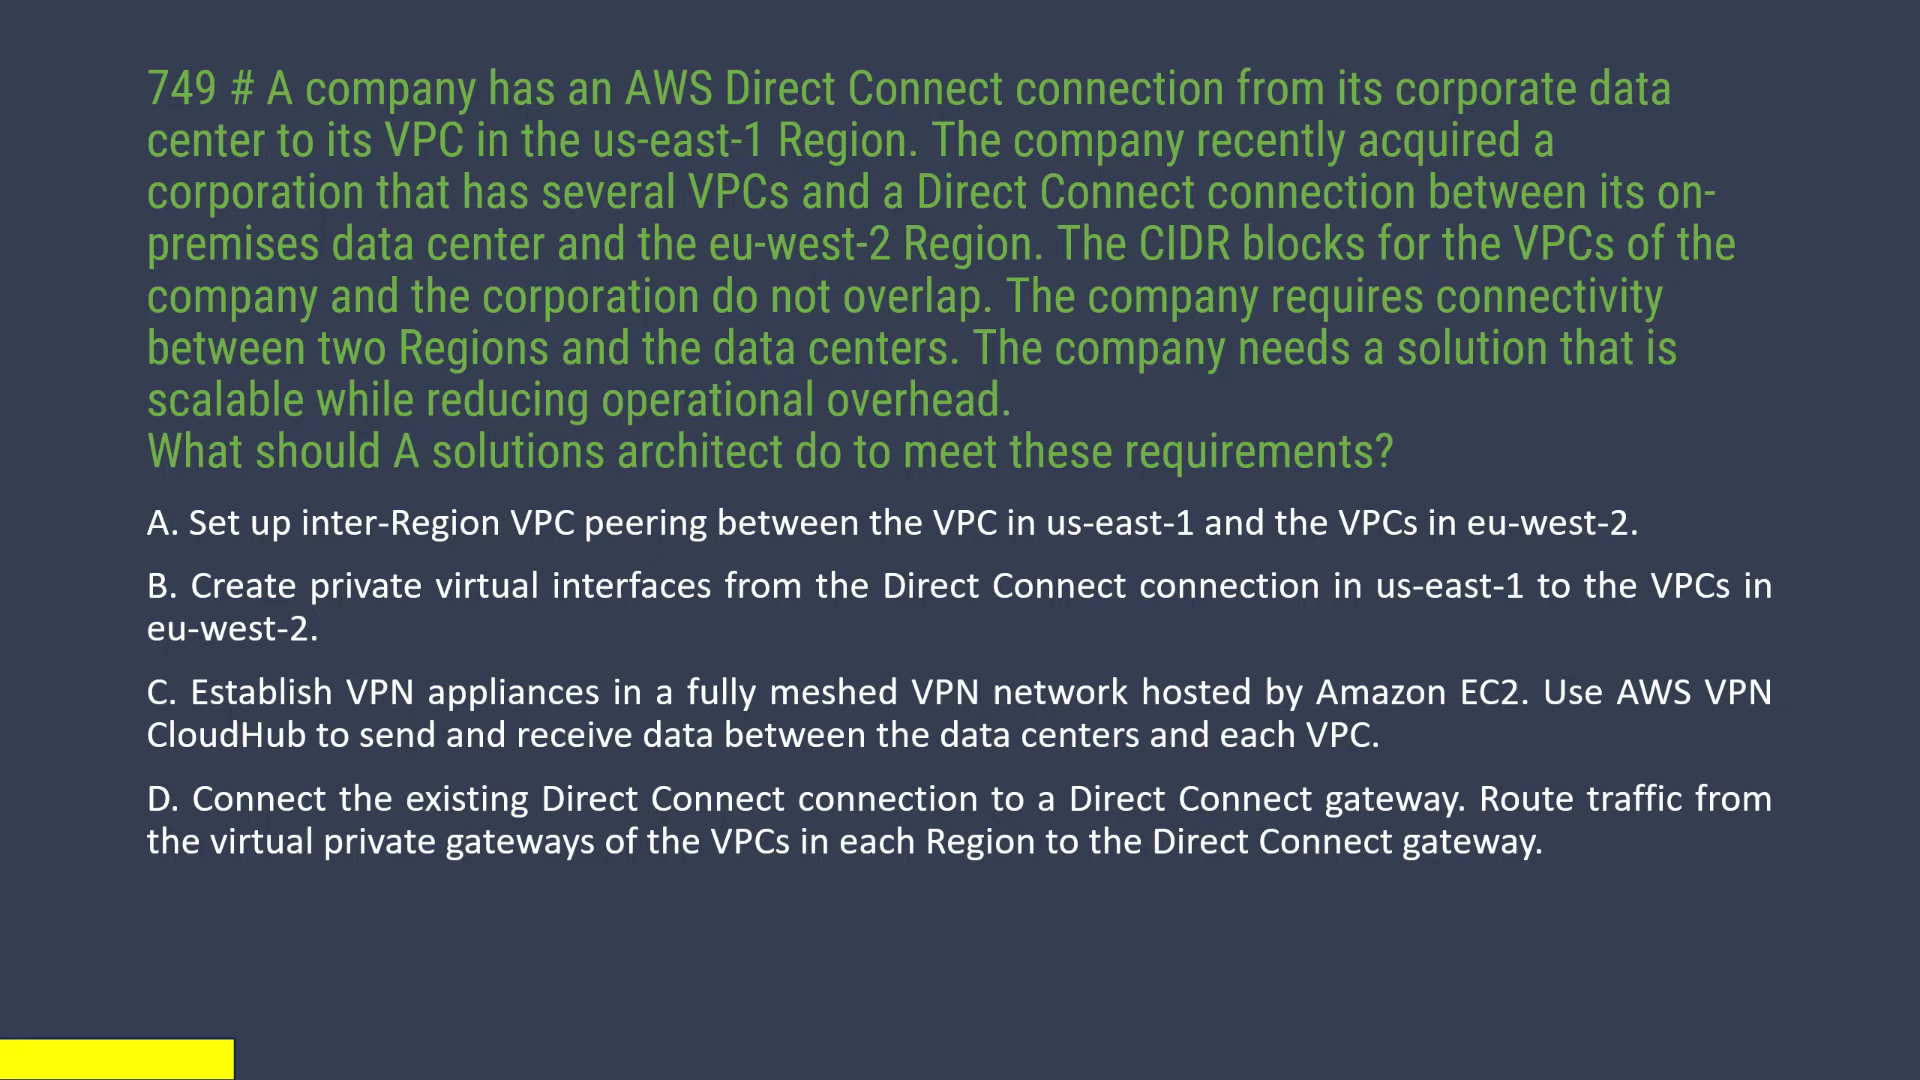 749 # A company has an AWS Direct Connect connection from its corporate data
center to its VPC in the us-east-1 Region. The company recently acquired a
corporation that has several VPCs and a Direct Connect connection between its on-
premises data center and the eu-west-2 Region. The CIDR blocks for the VPCs of the
company and the corporation do not overlap. The company requires connectivity
between two Regions and the data centers. The company needs a solution that is
scalable while reducing operational overhead.
What should A solutions architect do to meet these requirements?
A. Set up inter-Region VPC peering between the VPC in us-east-1 and the VPCs in eu-west-2.
B. Create private virtual interfaces from the Direct Connect connection in us-east-1 to the VPCs in
eu-west-2.
C. Establish VPN appliances in a fully meshed VPN network hosted by Amazon EC2. Use AWS VPN
CloudHub to send and receive data between the data centers and each VPC.
D. Connect the existing Direct Connect connection to a Direct Connect gateway. Route traffic from
the virtual private gateways of the VPCs in each Region to the Direct Connect gateway.